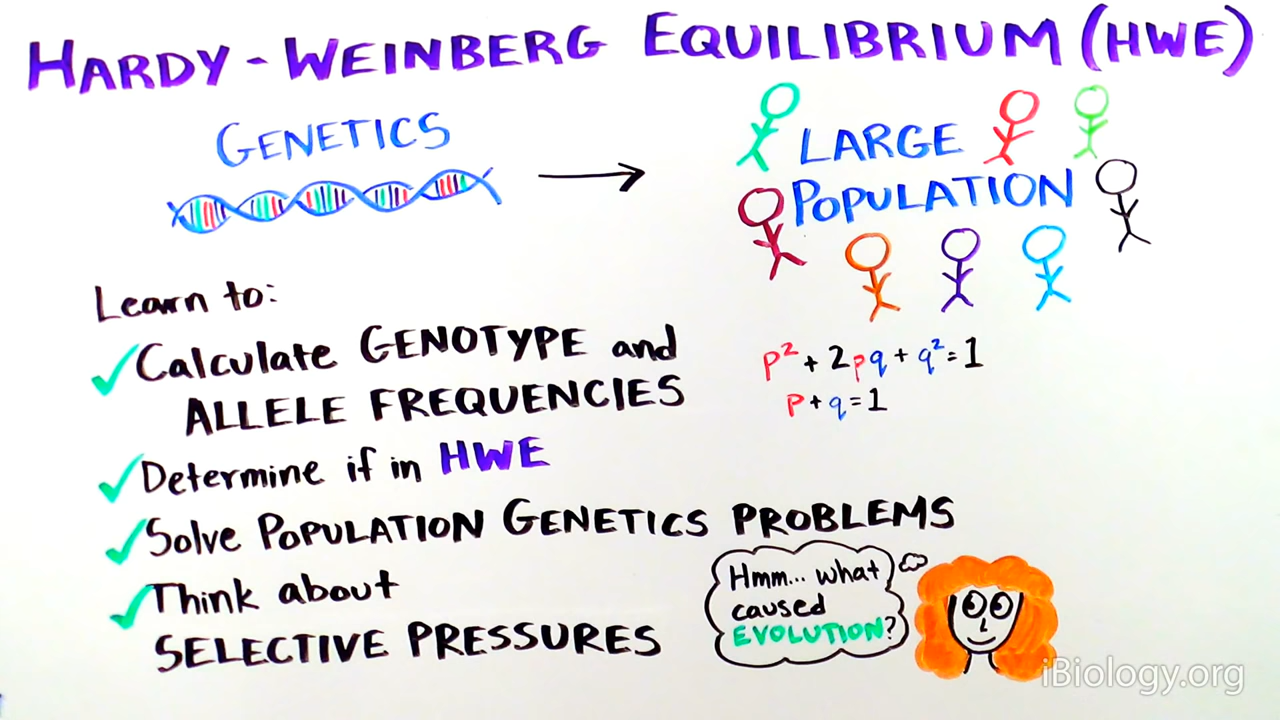 HARDY-WEINBERG EQUILIBRIUM (HWE)
GENETICS
LARGE
POPULATION
Learn to:
✓Calculate GENOTYPE and
ALLELE FREQUENCIES
✓Determine if in HWE
✓Solve POPULATION GENETICS PROBLEMS
✓Think about
SELECTIVE PRESSURES
p² + 2pq + q² = 1
p + q = 1
Hmm... what
caused
EVOLUTION?
iBiology.org